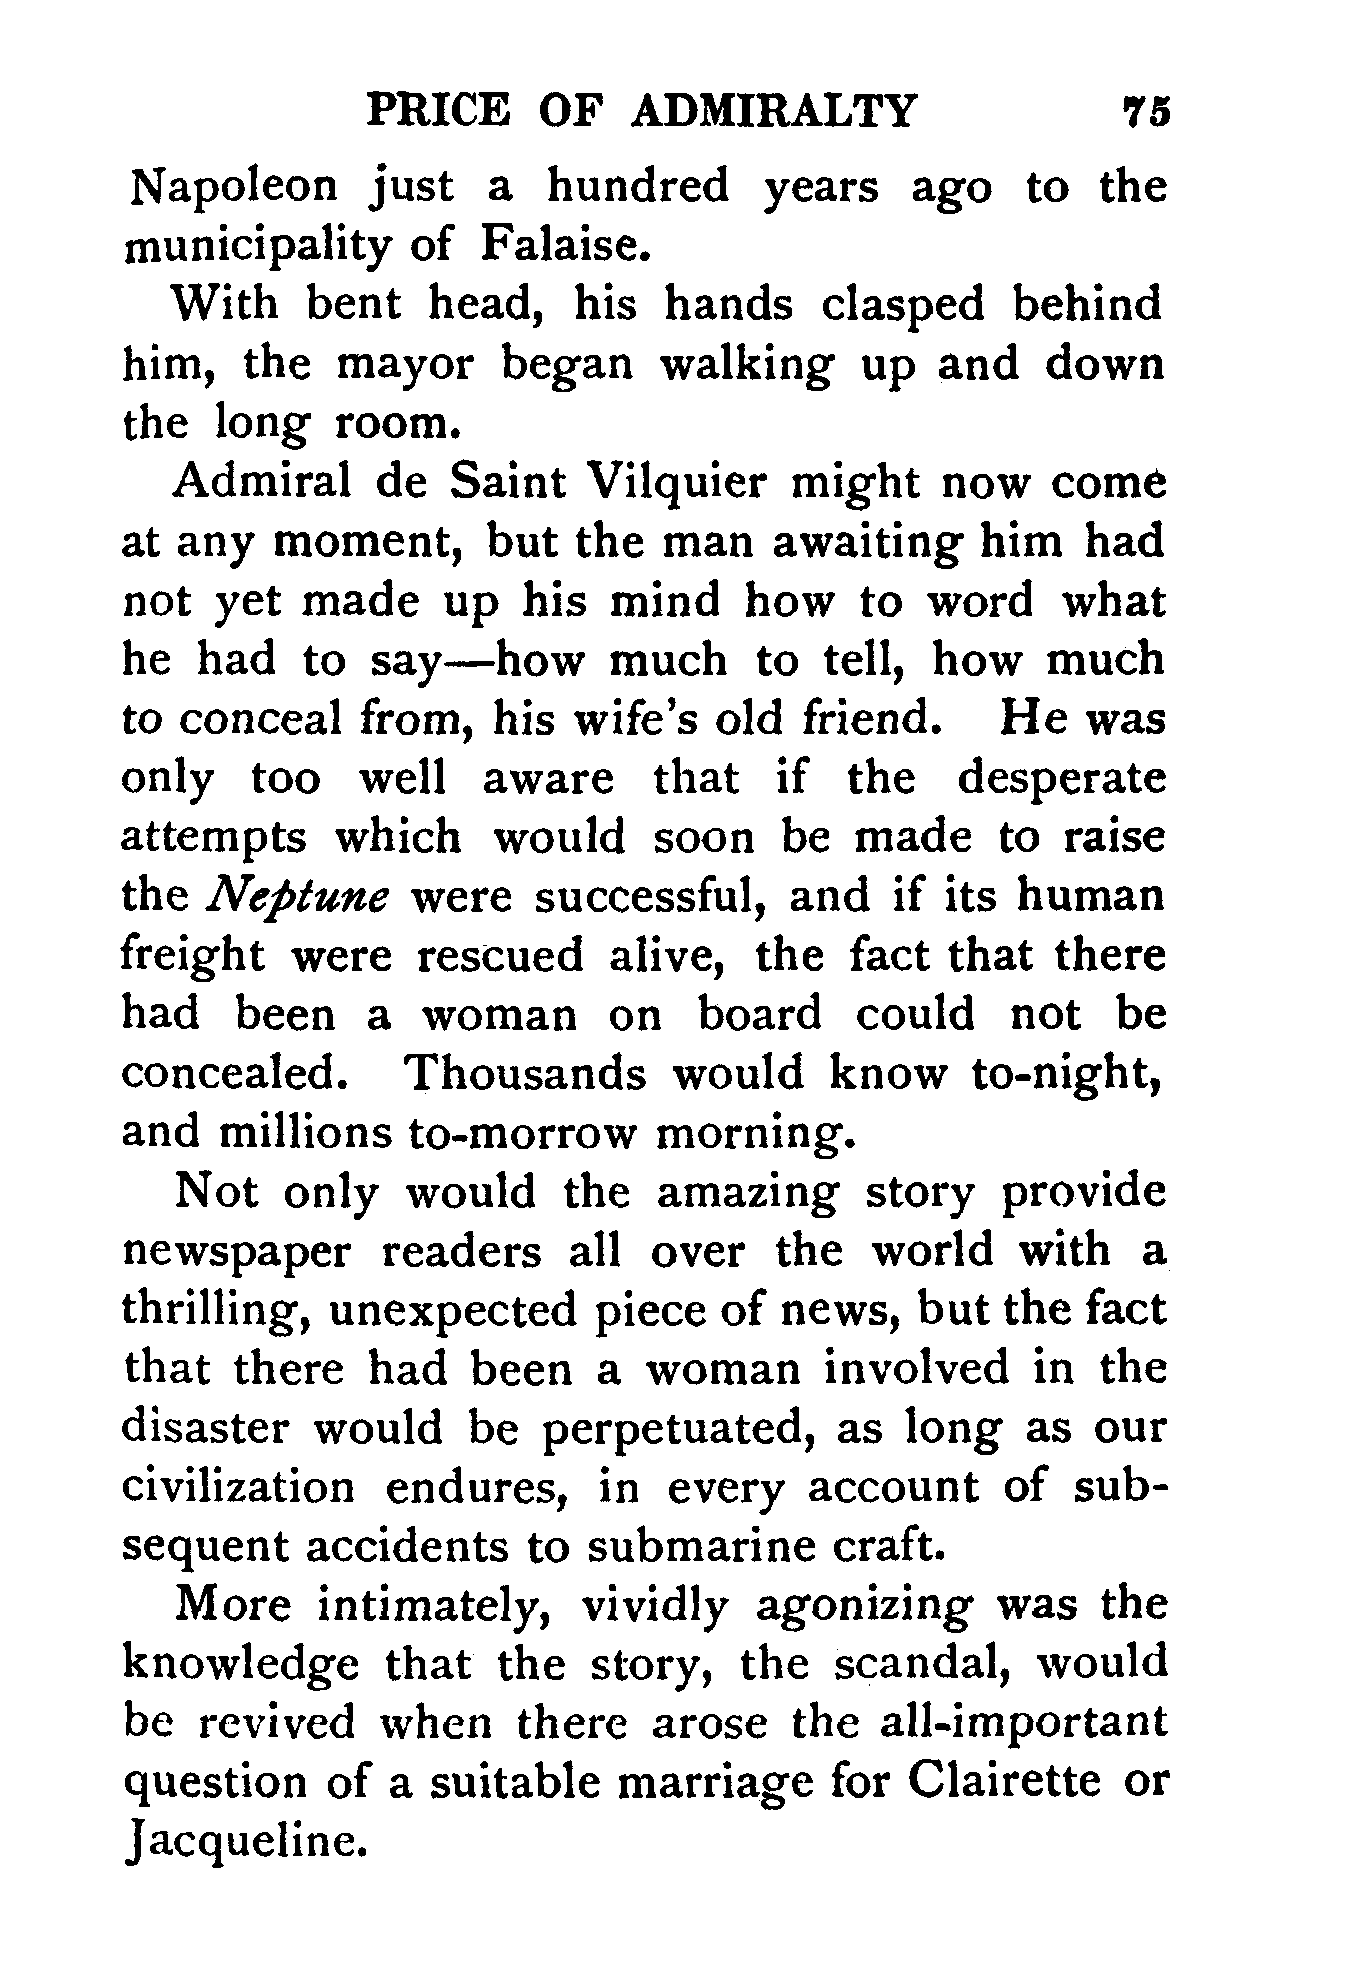 PRICE OF ADMIRALTY 75
Napoleon just a hundred years ago to the
municipality of Falaise.
With bent head, his hands clasped behind
him, the mayor began walking up and down
the long room.
Admiral de Saint Vilquier might now come
at any moment, but the man awaiting him had
not yet made up his mind how to word what
he had to say—how much to tell, how much
to conceal from, his wife's old friend. He was
only too well aware that if the desperate
attempts which would soon be made to raise
the Neptune were successful, and if its human
freight were rescued alive, the fact that there
had been a woman on board could not be
concealed. Thousands would know to-night,
and millions to-morrow morning.
Not only would the amazing story provide
newspaper readers all over the world with a
thrilling, unexpected piece of news, but the fact
that there had been a woman involved in the
disaster would be perpetuated, as long as our
civilization endures, in every account of sub-
sequent accidents to submarine craft.
More intimately, vividly agonizing was the
knowledge that the story, the scandal, would
be revived when there arose the all-important
question of a suitable marriage for Clairette or
Jacqueline.